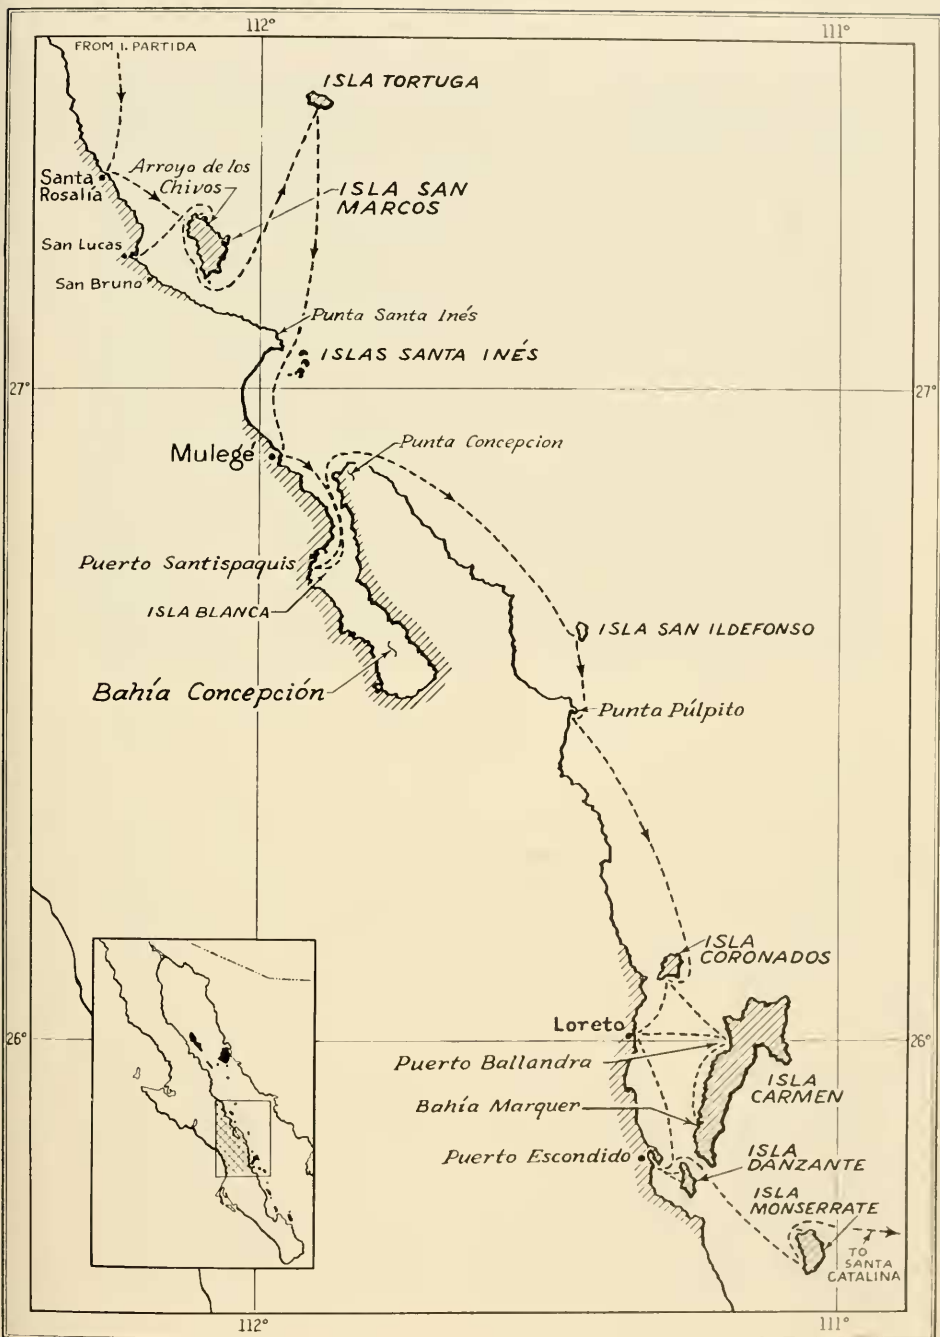 112°
111°
FROM I. PARTIDA
ISLA TORTUGA
Arroyo de los
Chivos
Santa
Rosalía
ISLA SAN
MARCOS
San Lucas
San Bruno
Punta Santa Inés
ISLAS SANTA INÉS
27°
27°
Punta Concepcion
Mulegé
Puerto Santispaquis
ISLA BLANCA
ISLA SAN ILDEFONSO
Bahía Concepción
Punta Púlpito
ISLA
CORONADOS
Loreto
26°
26°
Puerto Ballandra
ISLA
CARMEN
Bahía Marquer
Puerto Escondido
ISLA
DANZANTE
ISLA
MONSERRATE
TO
SANTA
CATALINA
112°
111°